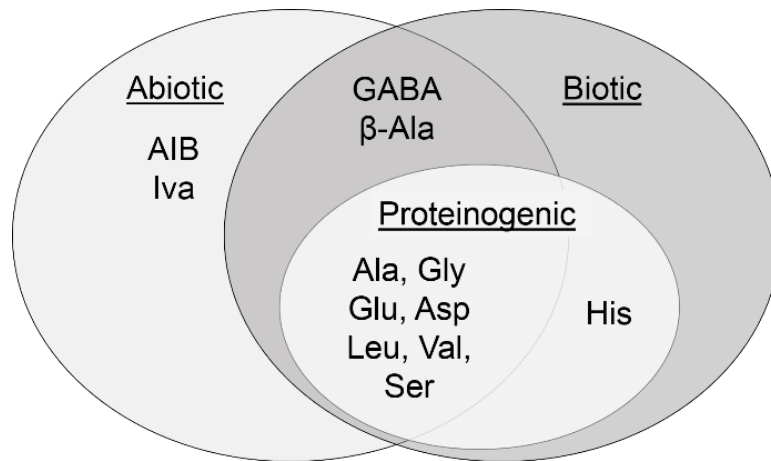 Abiotic
AIB
Iva
GABA
β-Ala
Biotic
Proteinogenic
Ala, Gly
Glu, Asp
Leu, Val,
Ser
His